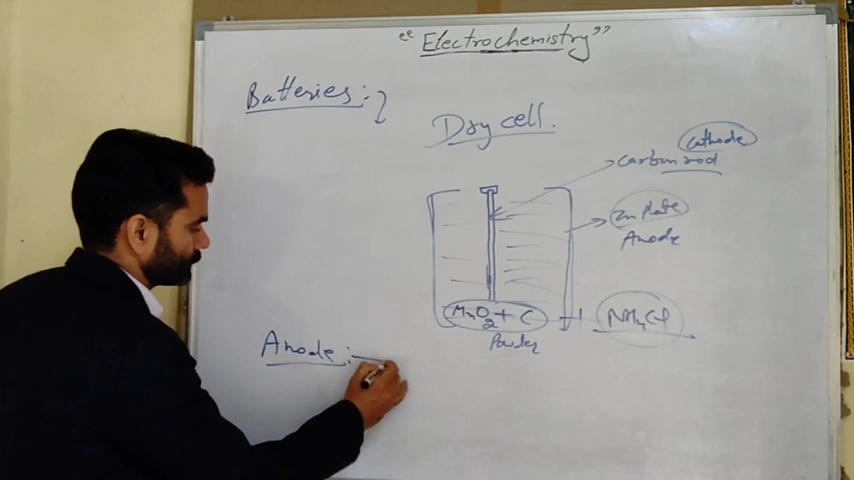 "Electrochemistry"
Batteries:
Dry cell.
Cathode
Carbon rod
Zn Plate
Anode
MnO2 + C + NH4Cl
Powder
Anode: